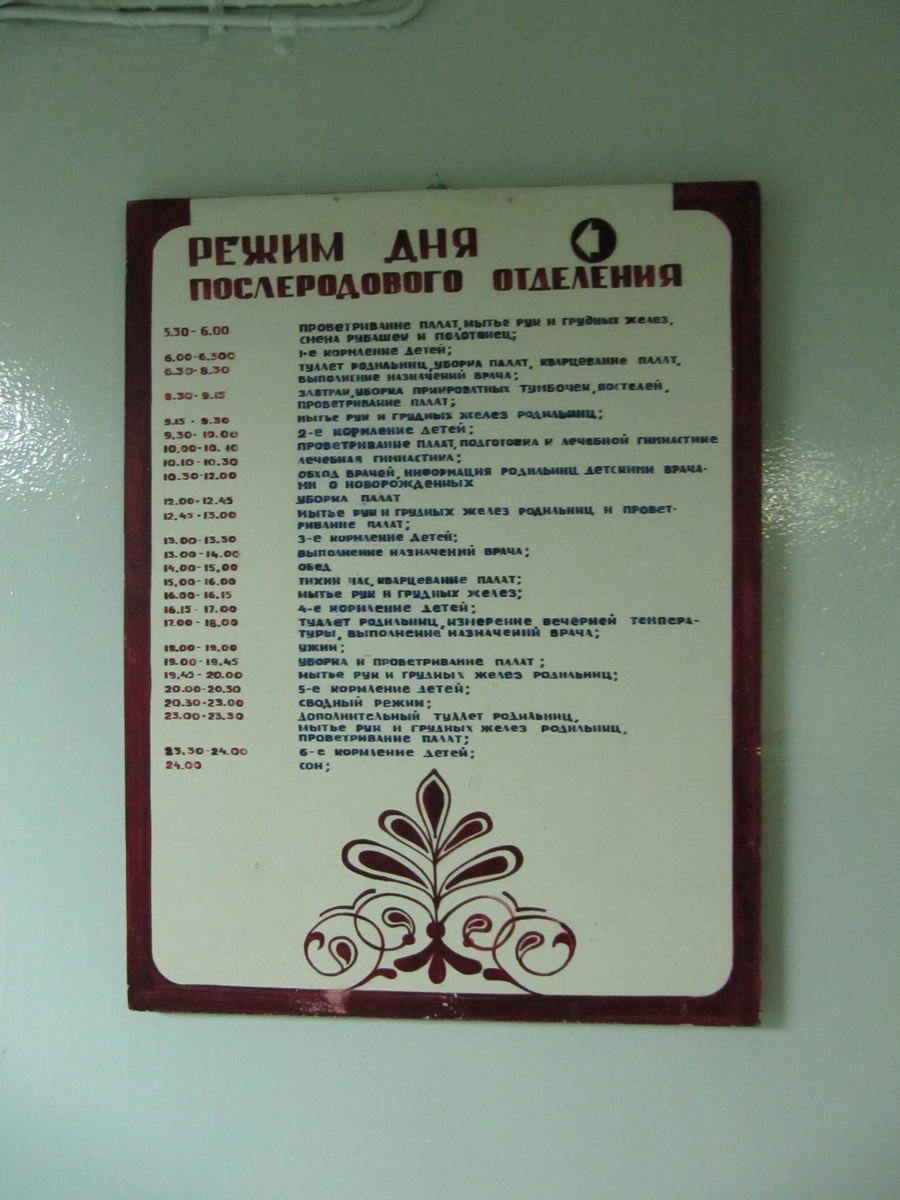 РЕЖИМ ДНЯ
ПОСЛЕРОДОВОГО ОТДЕЛЕНИЯ
5.30-6.00 ПРОВЕТРИВАНИЕ ПАЛАТ, МЫТЬЕ РУК И ГРУДНЫХ ЖЕЛЕЗ,
СМЕНА РУБАШЕК И ПОЛОТЕНЕЦ;
6.00-6.300 1-е КОРМЛЕНИЕ ДЕТЕЙ;
6.30-8.30 ТУАЛЕТ РОДИЛЬНИЦ, УБОРКА ПАЛАТ, КВАРЦЕВАНИЕ ПАЛАТ,
ВЫПОЛНЕНИЕ НАЗНАЧЕНИЙ ВРАЧА;
8.30-9.15 ЗАВТРАК, УБОРКА ПРИКРОВАТНЫХ ТУМБОЧЕК, ПОСТЕЛЕЙ,
ПРОВЕТРИВАНИЕ ПАЛАТ;
9.15-9.30 МЫТЬЕ РУК И ГРУДНЫХ ЖЕЛЕЗ РОДИЛЬНИЦ;
9.30-10.00 2-е КОРМЛЕНИЕ ДЕТЕЙ;
10.00-10.10 ПРОВЕТРИВАНИЕ ПАЛАТ, ПОДГОТОВКА К ЛЕЧЕБНОЙ ГИМНАСТИКЕ
10.10-10.30 ЛЕЧЕБНАЯ ГИМНАСТИКА;
10.30-12.00 ОБХОД ВРАЧЕЙ, ИНФОРМАЦИЯ РОДИЛЬНИЦ ДЕТСКИМИ ВРАЧА-
МИ О НОВОРОЖДЕННЫХ
12.00-12.45 УБОРКА ПАЛАТ
12.45-13.00 МЫТЬЕ РУК И ГРУДНЫХ ЖЕЛЕЗ РОДИЛЬНИЦ И ПРОВЕТ-
РИВАНИЕ ПАЛАТ;
13.00-13.30 3-е КОРМЛЕНИЕ ДЕТЕЙ;
13.00-14.00 ВЫПОЛНЕНИЕ НАЗНАЧЕНИЙ ВРАЧА;
14.00-15.00 ОБЕД
15.00-16.00 ТИХИЙ ЧАС, КВАРЦЕВАНИЕ ПАЛАТ;
16.00-16.15 МЫТЬЕ РУК И ГРУДНЫХ ЖЕЛЕЗ;
16.15-17.00 4-е КОРМЛЕНИЕ ДЕТЕЙ;
17.00-18.00 ТУАЛЕТ РОДИЛЬНИЦ, ИЗМЕРЕНИЕ ВЕЧЕРНЕЙ ТЕМПЕРА-
ТУРЫ, ВЫПОЛНЕНИЕ НАЗНАЧЕНИЙ ВРАЧА;
18.00-19.00 УЖИН;
19.00-19.45 УБОРКА И ПРОВЕТРИВАНИЕ ПАЛАТ;
19.45-20.00 МЫТЬЕ РУК И ГРУДНЫХ ЖЕЛЕЗ РОДИЛЬНИЦ;
20.00-20.30 5-е КОРМЛЕНИЕ ДЕТЕЙ;
20.30-23.00 СВОДНЫЙ РЕЖИМ;
23.00-23.30 ДОПОЛНИТЕЛЬНЫЙ ТУАЛЕТ РОДИЛЬНИЦ,
МЫТЬЕ РУК И ГРУДНЫХ ЖЕЛЕЗ РОДИЛЬНИЦ,
ПРОВЕТРИВАНИЕ ПАЛАТ;
23.30-24.00 6-е КОРМЛЕНИЕ ДЕТЕЙ;
24.00 СОН;